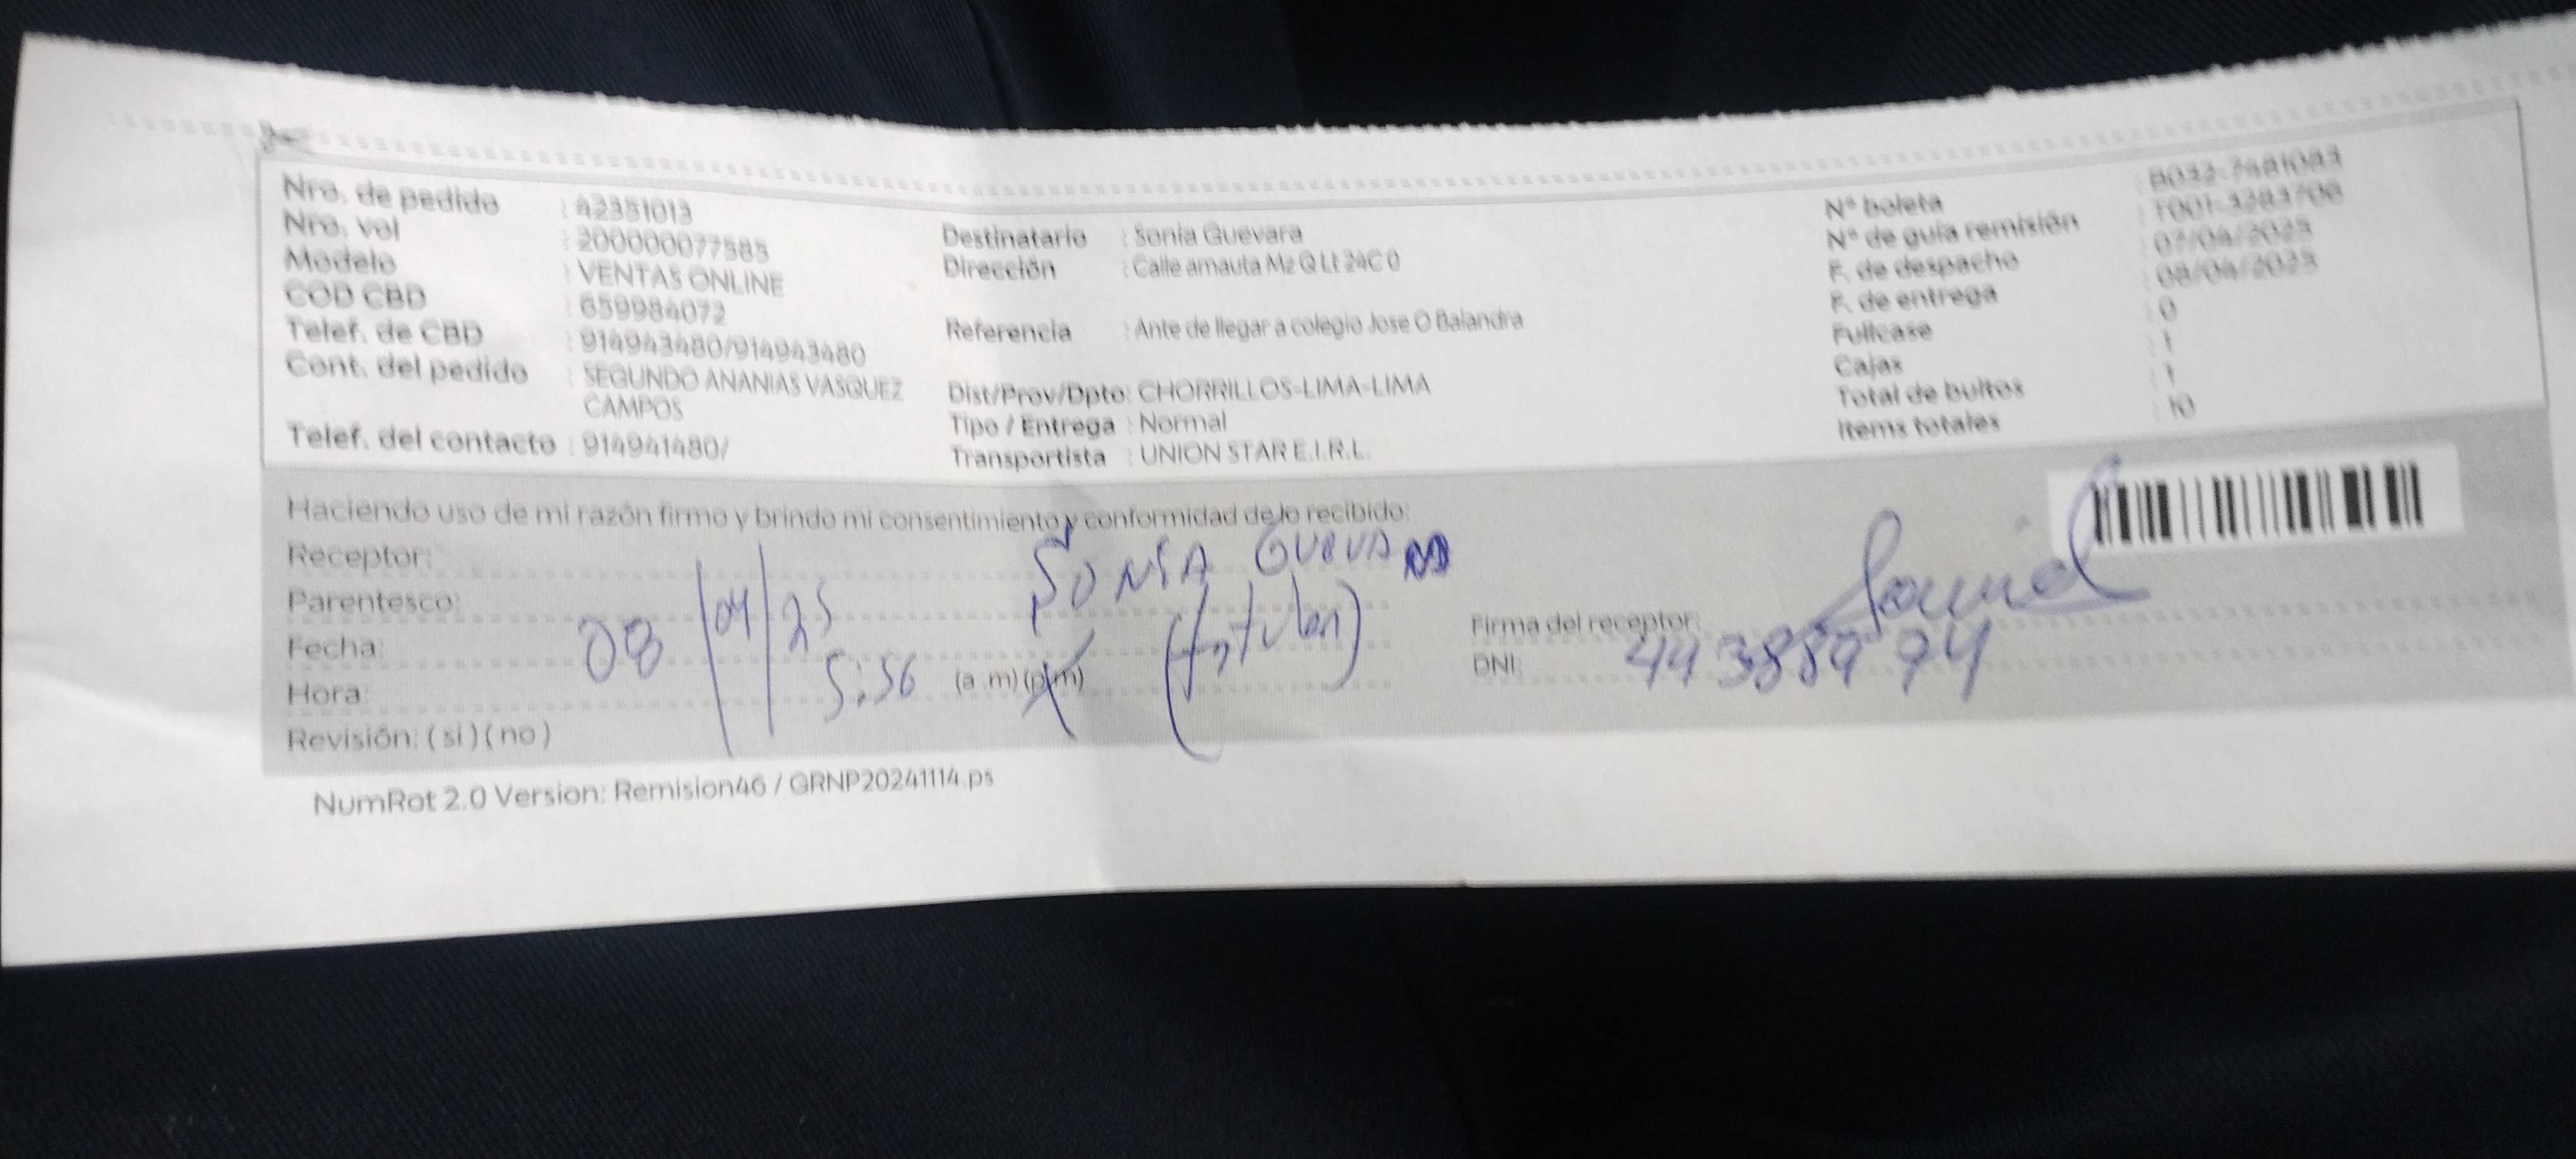 Nro. de pedido : 42351013
Nro. vol : 200000077585
Modelo : VENTAS ONLINE
COD CBD : 659984072
Telef. de CBD : 914943480/914943480
Cont. del pedido : SEGUNDO ANANIAS VASQUEZ
CAMPOS
Telef. del contacto : 914941480/
Destinatario : Sonia Guevara
Dirección : Calle amauta Mz Q Lt 24C 0
Referencia : Ante de llegar a colegio Jose O Balandra
Dist/Prov/Dpto: CHORRILLOS-LIMA-LIMA
Tipo / Entrega : Normal
Transportista : UNION STAR E.I.R.L.
N° boleta : B032-7481083
N° de guía remisión : T001-3283700
F. de despacho : 07/04/2025
F. de entrega : 08/04/2025
Fullcase : 0
Cajas : 1
Total de bultos : 1
Items totales : 10
Haciendo uso de mi razón firmo y brindo mi consentimiento y conformidad de lo recibido:
Receptor: SONIA GUEVARA
Parentesco:
Fecha: 08/04/25
Hora: 5:56 (a.m) (p.m)
Revisión: ( si ) ( no )
Firma del receptor:
DNI:
NumRot 2.0 Version: Remision46 / GRNP20241114.ps